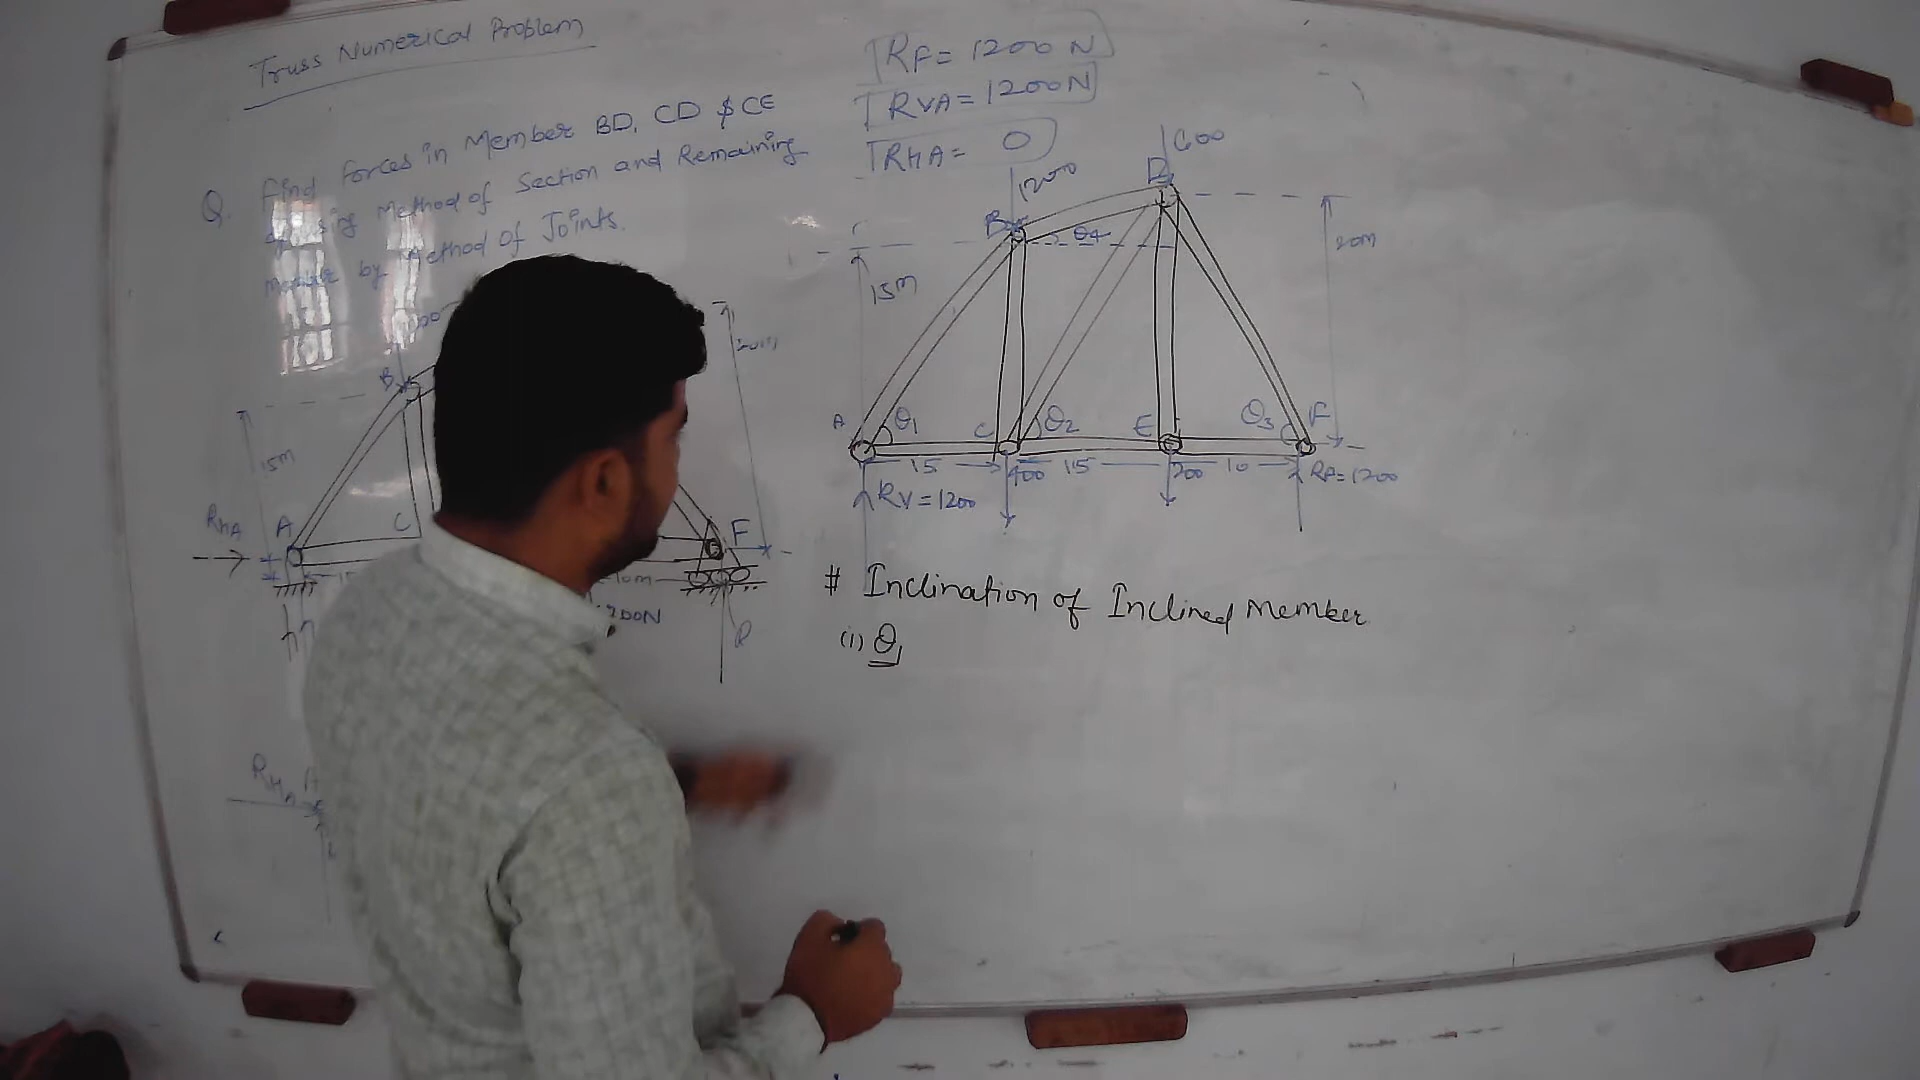 Truss Numerical Problem
Q. Find Forces in Member BD, CD & CE
using Method of Section and Remaining
Member by Method of Joints.
RF = 1200 N
RVA = 1200 N
RHA = 0
B
15m
20m
RHA
A
C
F
10m
RHA
1200
600
B
D
θ4
15m
20m
A
θ1
C
θ2
E
θ3
F
15
400
15
200
10
RV = 1200
RF = 1200
# Inclination of Inclined Member
(i) θ1